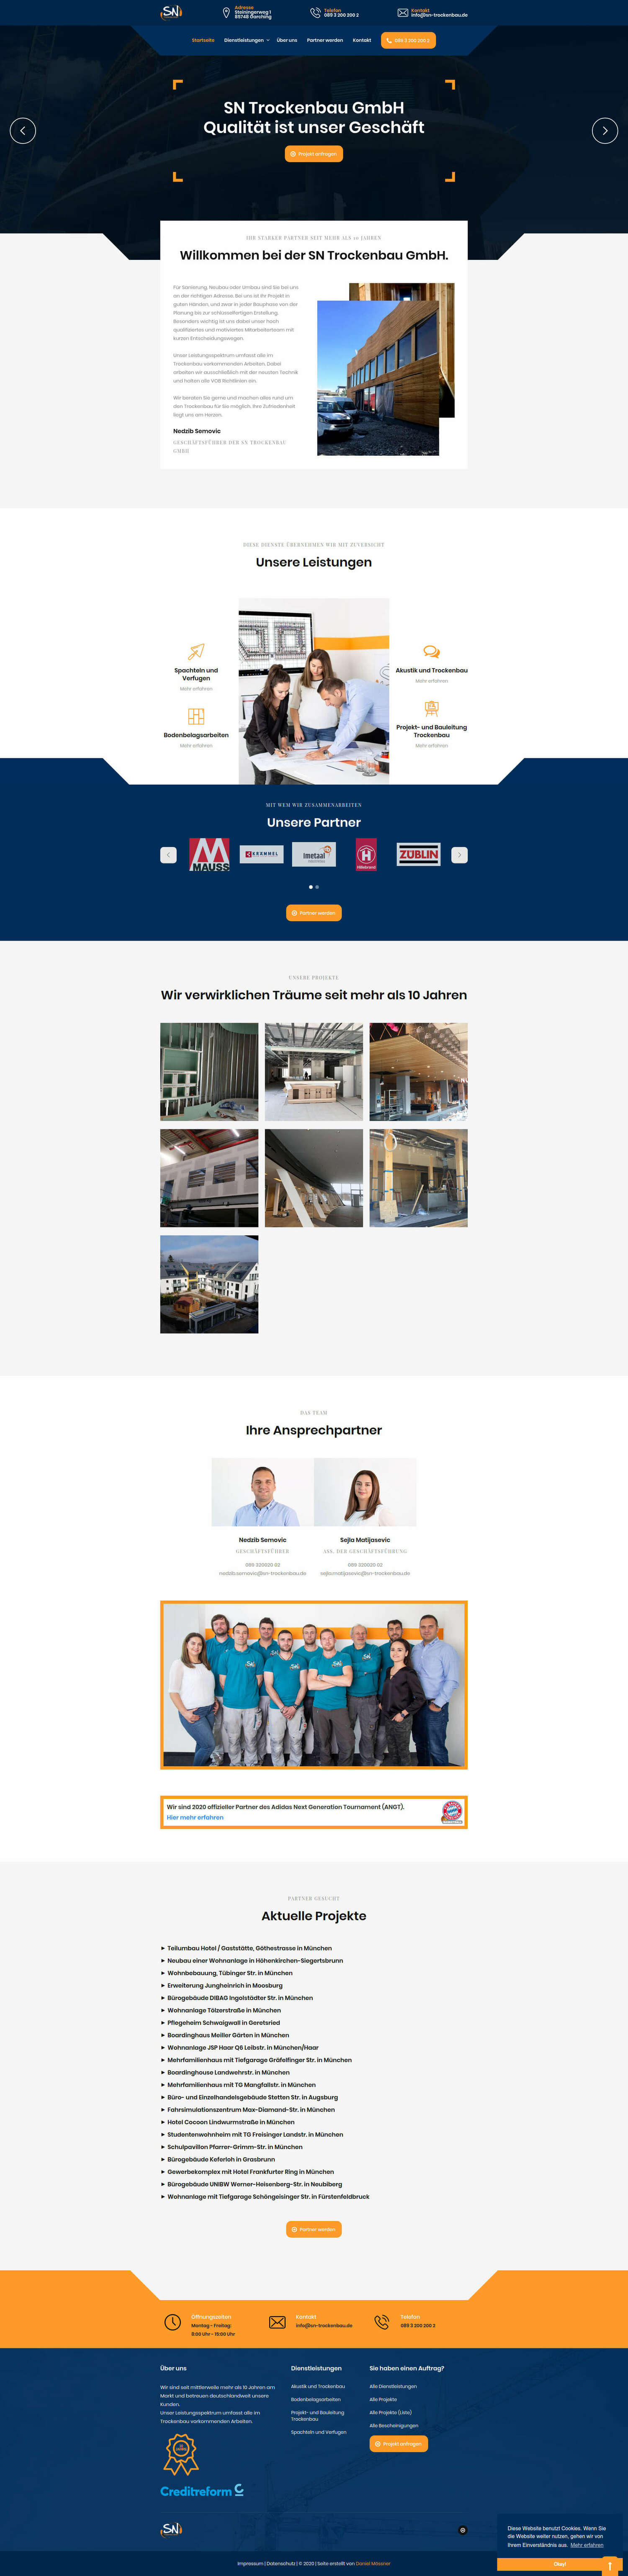 SN
Adresse
Steiningerweg 1
85748 Garching
Telefon
089 3 200 200 2
Kontakt
info@sn-trockenbau.de
Startseite Dienstleistungen Über uns Partner werden Kontakt 089 3 200 200 2
SN Trockenbau GmbH
Qualität ist unser Geschäft
Projekt anfragen
IHR STARKER PARTNER SEIT MEHR ALS 10 JAHREN
Willkommen bei der SN Trockenbau GmbH.
Für Sanierung, Neubau oder Umbau sind Sie bei uns
an der richtigen Adresse. Bei uns ist Ihr Projekt in
guten Händen, und zwar in jeder Bauphase von der
Planung bis zur schlüsselfertigen Erstellung.
Besonders wichtig ist uns dabei unser hoch
qualifiziertes und motiviertes Mitarbeiterteam mit
kurzen Entscheidungswegen.
Unser Leistungsspektrum umfasst alle im
Trockenbau vorkommenden Arbeiten. Dabei
arbeiten wir ausschließlich mit der neusten Technik
und halten alle VOB Richtlinien ein.
Wir beraten Sie gerne und machen alles rund um
den Trockenbau für Sie möglich. Ihre Zufriedenheit
liegt uns am Herzen.
Nedzib Semovic
GESCHÄFTSFÜHRER DER SN TROCKENBAU
GMBH
DIESE DIENSTE ÜBERNEHMEN WIR MIT ZUVERSICHT
Unsere Leistungen
Spachteln und
Verfugen
Mehr erfahren
Bodenbelagsarbeiten
Mehr erfahren
Akustik und Trockenbau
Mehr erfahren
Projekt- und Bauleitung
Trockenbau
Mehr erfahren
MIT WEM WIR ZUSAMMENARBEITEN
Unsere Partner
MAUSS
KRAMMEL
imetaal
Hillebrand
ZÜBLIN
Partner werden
UNSERE PROJEKTE
Wir verwirklichen Träume seit mehr als 10 Jahren
DAS TEAM
Ihre Ansprechpartner
Nedzib Semovic
GESCHÄFTSFÜHRER
089 320020 02
nedzib.semovic@sn-trockenbau.de
Sejla Matijasevic
ASS. DER GESCHÄFTSFÜHRUNG
089 320020 02
sejla.matijasevic@sn-trockenbau.de
Wir sind 2020 offizieller Partner des Adidas Next Generation Tournament (ANGT).
Hier mehr erfahren
PARTNER GESUCHT
Aktuelle Projekte
► Teilumbau Hotel / Gaststätte, Göthestrasse in München
► Neubau einer Wohnanlage in Höhenkirchen-Siegertsbrunn
► Wohnbebauung, Tübinger Str. in München
► Erweiterung Jungheinrich in Moosburg
► Bürogebäude DIBAG Ingolstädter Str. in München
► Wohnanlage Tölzerstraße in München
► Pflegeheim Schwaigwall in Geretsried
► Boardinghaus Meiller Gärten in München
► Wohnanlage JSP Haar Q6 Leibstr. in München/Haar
► Mehrfamilienhaus mit Tiefgarage Gräfelfinger Str. in München
► Boardinghouse Landwehrstr. in München
► Mehrfamilienhaus mit TG Mangfallstr. in München
► Büro- und Einzelhandelsgebäude Stetten Str. in Augsburg
► Fahrsimulationszentrum Max-Diamand-Str. in München
► Hotel Cocoon Lindwurmstraße in München
► Studentenwohnheim mit TG Freisinger Landstr. in München
► Schulpavillon Pfarrer-Grimm-Str. in München
► Bürogebäude Keferloh in Grasbrunn
► Gewerbekomplex mit Hotel Frankfurter Ring in München
► Bürogebäude UNIBW Werner-Heisenberg-Str. in Neubiberg
► Wohnanlage mit Tiefgarage Schöngeisinger Str. in Fürstenfeldbruck
Partner werden
Öffnungszeiten
Montag - Freitag:
8:00 Uhr - 16:00 Uhr
Kontakt
info@sn-trockenbau.de
Telefon
089 3 200 200 2
Über uns
Wir sind seit mittlerweile mehr als 10 Jahren am
Markt und betreuen deutschlandweit unsere
Kunden.
Unser Leistungsspektrum umfasst alle im
Trockenbau vorkommenden Arbeiten.
Creditreform
Dienstleistungen
Akustik und Trockenbau
Bodenbelagsarbeiten
Projekt- und Bauleitung
Trockenbau
Spachteln und Verfugen
Sie haben einen Auftrag?
Alle Dienstleistungen
Alle Projekte
Alle Projekte (Liste)
Alle Bescheinigungen
Projekt anfragen
SN
Diese Website benutzt Cookies. Wenn Sie
die Website weiter nutzen, gehen wir von
Ihrem Einverständnis aus. Mehr erfahren
Okay!
Impressum | Datenschutz | © 2020 | Seite erstellt von Daniel Mössner